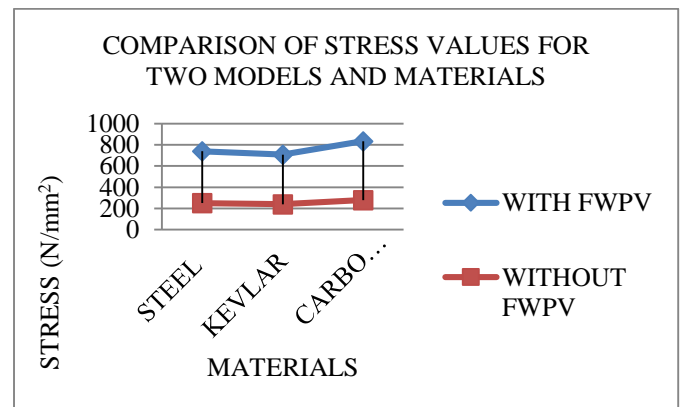 COMPARISON OF STRESS VALUES FOR
TWO MODELS AND MATERIALS
1000
800
600
400
200
0
STRESS (N/mm²)
STEEL
KEVLAR
CARBO...
MATERIALS
WITH FWPV
WITHOUT
FWPV